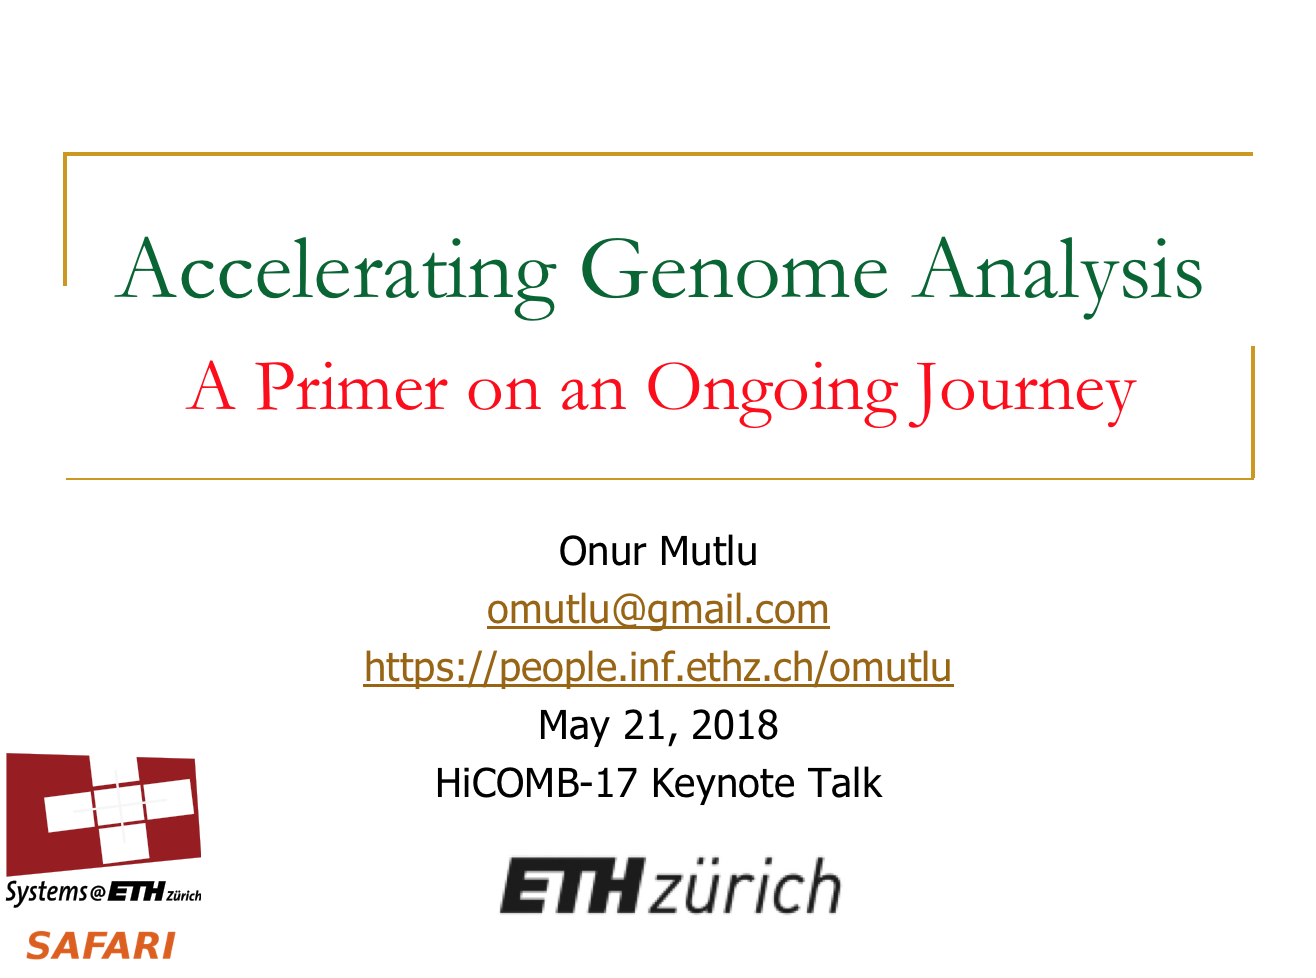 Accelerating Genome Analysis
A Primer on an Ongoing Journey
Onur Mutlu
omutlu@gmail.com
https://people.inf.ethz.ch/omutlu
May 21, 2018
HiCOMB-17 Keynote Talk
Systems@ETH Zürich
ETH zürich
SAFARI